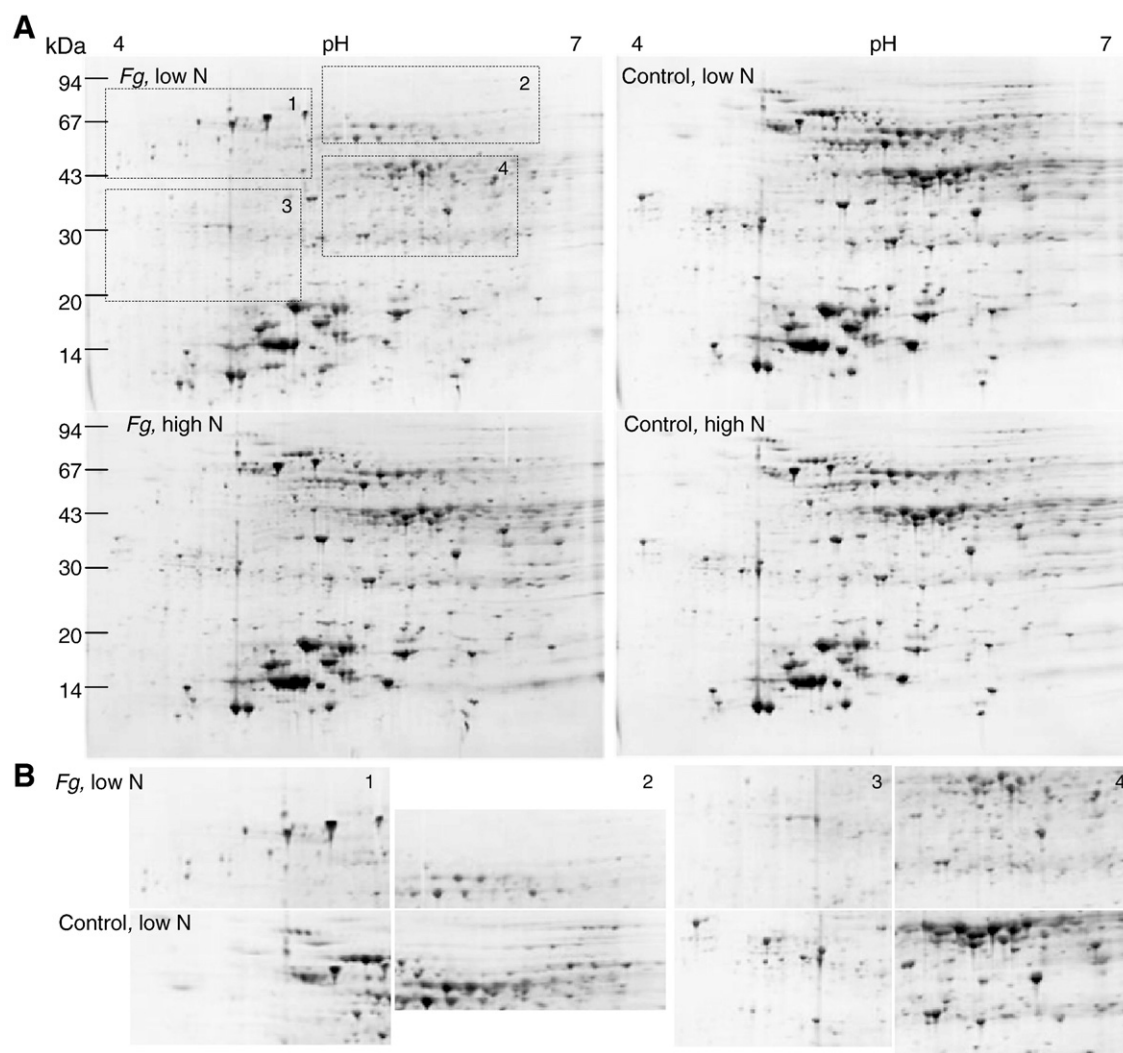 A
kDa 4 pH 7 4 pH 7
94 Fg, low N 2 Control, low N
1
67
43 4
3
30
20
14
94 Fg, high N Control, high N
67
43
30
20
14
B Fg, low N 1 2 3 4
Control, low N